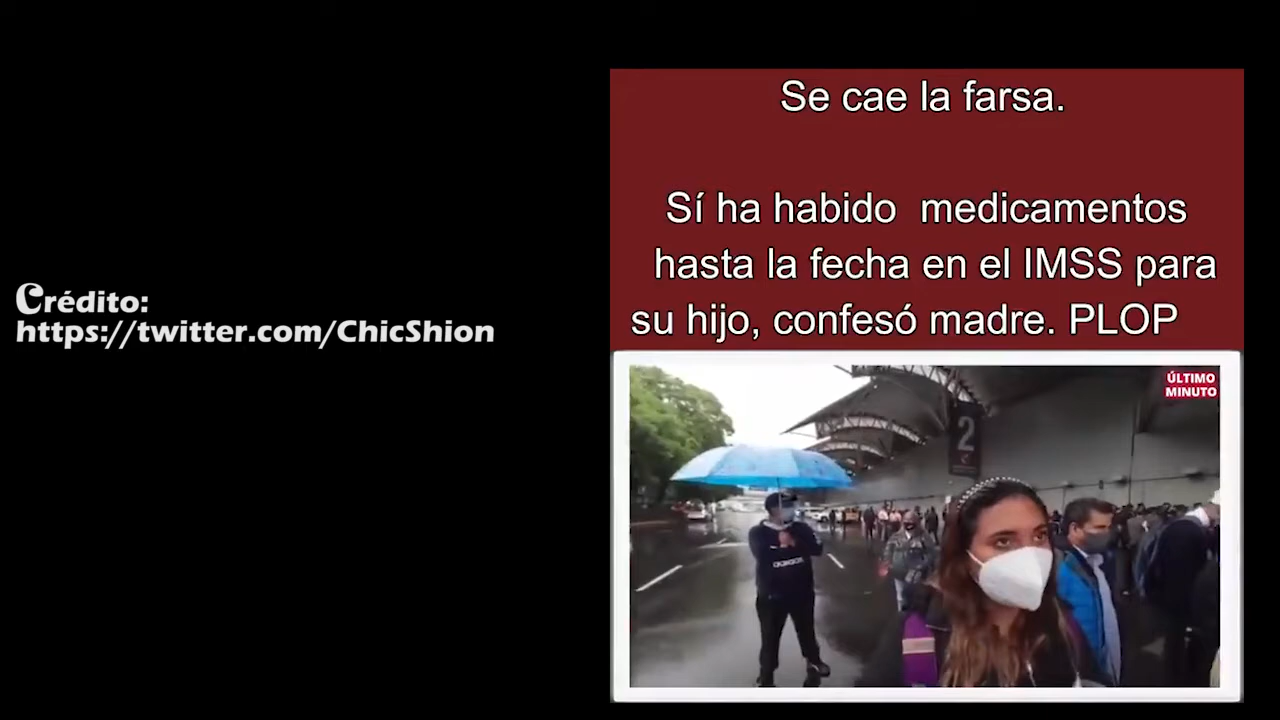 Se cae la farsa.
Sí ha habido medicamentos
hasta la fecha en el IMSS para
su hijo, confesó madre. PLOP
Crédito:
https://twitter.com/ChicShion
ÚLTIMO
MINUTO
2